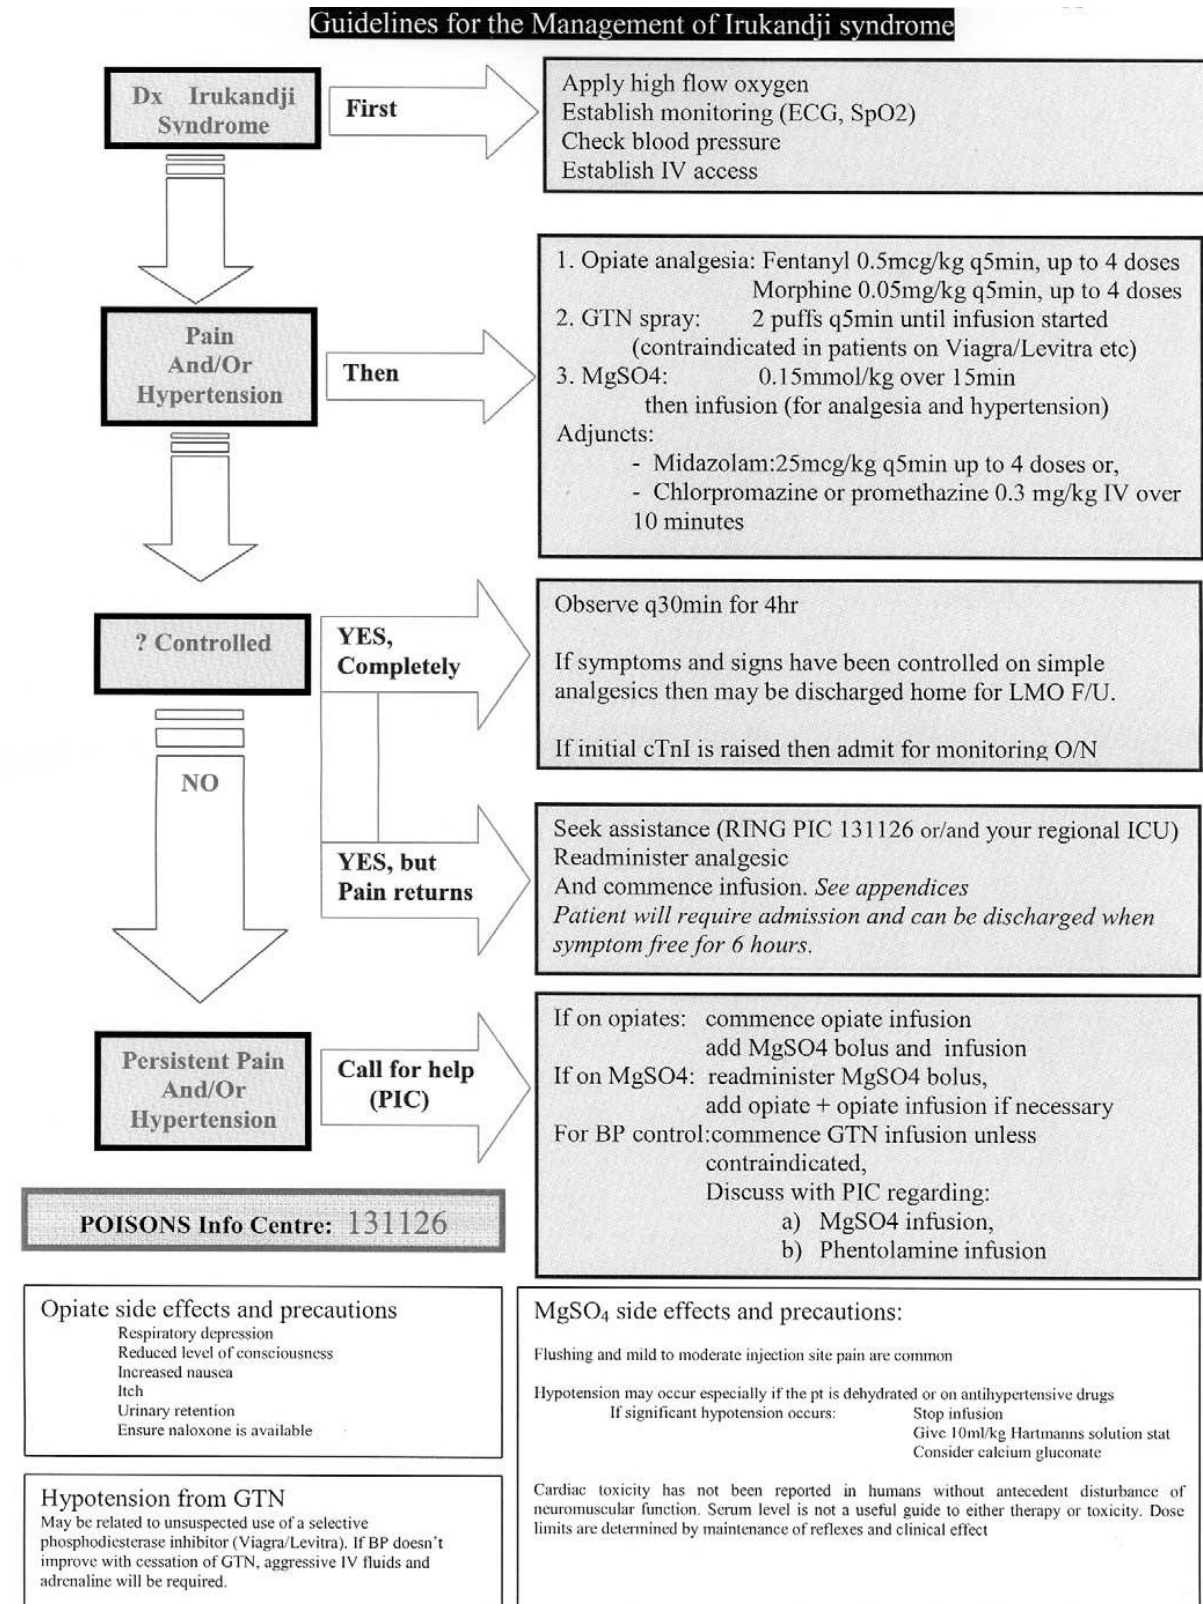 Guidelines for the Management of Irukandji syndrome
Dx Irukandji
Syndrome
First
Apply high flow oxygen
Establish monitoring (ECG, SpO2)
Check blood pressure
Establish IV access
Pain
And/Or
Hypertension
Then
1. Opiate analgesia: Fentanyl 0.5mcg/kg q5min, up to 4 doses
Morphine 0.05mg/kg q5min, up to 4 doses
2. GTN spray: 2 puffs q5min until infusion started
(contraindicated in patients on Viagra/Levitra etc)
3. MgSO4: 0.15mmol/kg over 15min
then infusion (for analgesia and hypertension)
Adjuncts:
- Midazolam:25mcg/kg q5min up to 4 doses or,
- Chlorpromazine or promethazine 0.3 mg/kg IV over
10 minutes
? Controlled
YES,
Completely
Observe q30min for 4hr
If symptoms and signs have been controlled on simple
analgesics then may be discharged home for LMO F/U.
If initial cTnI is raised then admit for monitoring O/N
NO
YES, but
Pain returns
Seek assistance (RING PIC 131126 or/and your regional ICU)
Readminister analgesic
And commence infusion. See appendices
Patient will require admission and can be discharged when
symptom free for 6 hours.
Persistent Pain
And/Or
Hypertension
Call for help
(PIC)
If on opiates: commence opiate infusion
add MgSO4 bolus and infusion
If on MgSO4: readminister MgSO4 bolus,
add opiate + opiate infusion if necessary
For BP control:commence GTN infusion unless
contraindicated,
Discuss with PIC regarding:
a) MgSO4 infusion,
b) Phentolamine infusion
POISONS Info Centre: 131126
Opiate side effects and precautions
Respiratory depression
Reduced level of consciousness
Increased nausea
Itch
Urinary retention
Ensure naloxone is available
Hypotension from GTN
May be related to unsuspected use of a selective
phosphodiesterase inhibitor (Viagra/Levitra). If BP doesn't
improve with cessation of GTN, aggressive IV fluids and
adrenaline will be required.
MgSO₄ side effects and precautions:
Flushing and mild to moderate injection site pain are common
Hypotension may occur especially if the pt is dehydrated or on antihypertensive drugs
If significant hypotension occurs: Stop infusion
Give 10ml/kg Hartmanns solution stat
Consider calcium gluconate
Cardiac toxicity has not been reported in humans without antecedent disturbance of
neuromuscular function. Serum level is not a useful guide to either therapy or toxicity. Dose
limits are determined by maintenance of reflexes and clinical effect